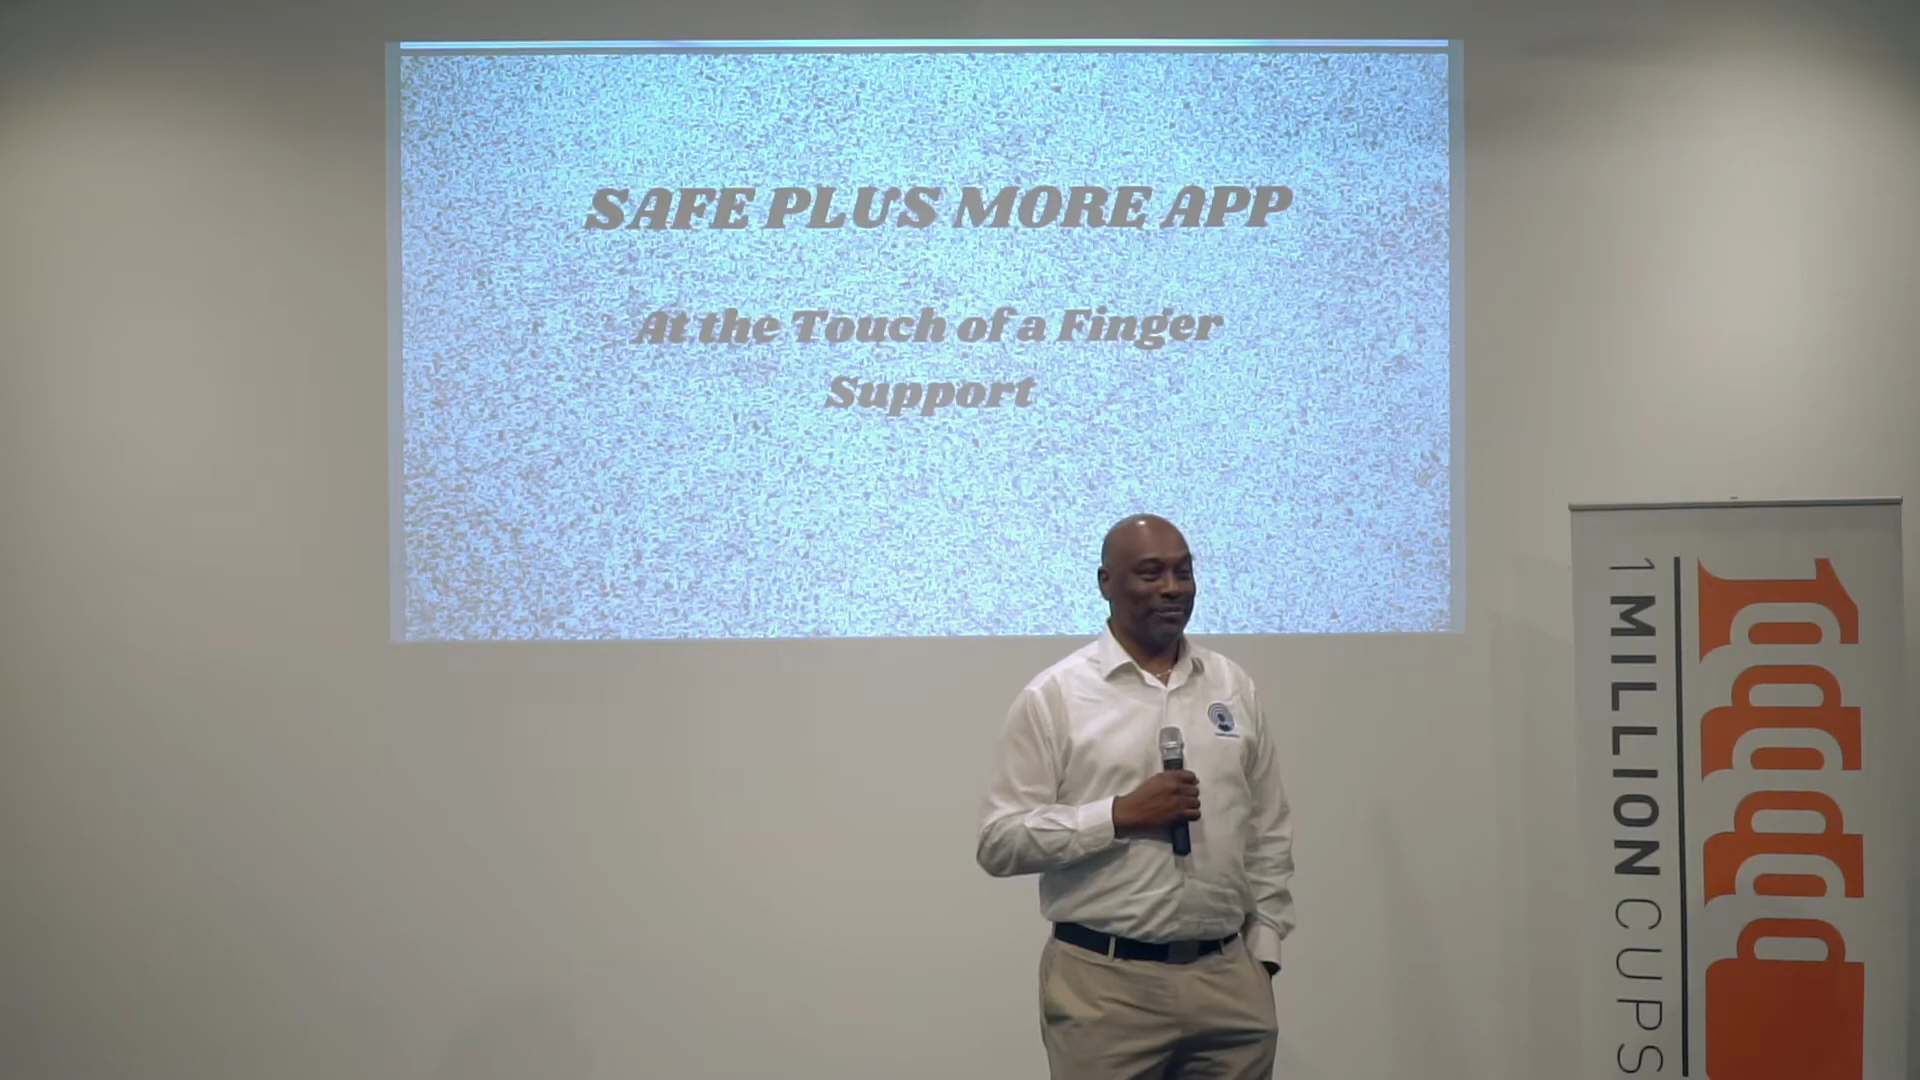 SAFE PLUS MORE APP
At the Touch of a Finger
Support
1 MILLION CUPS